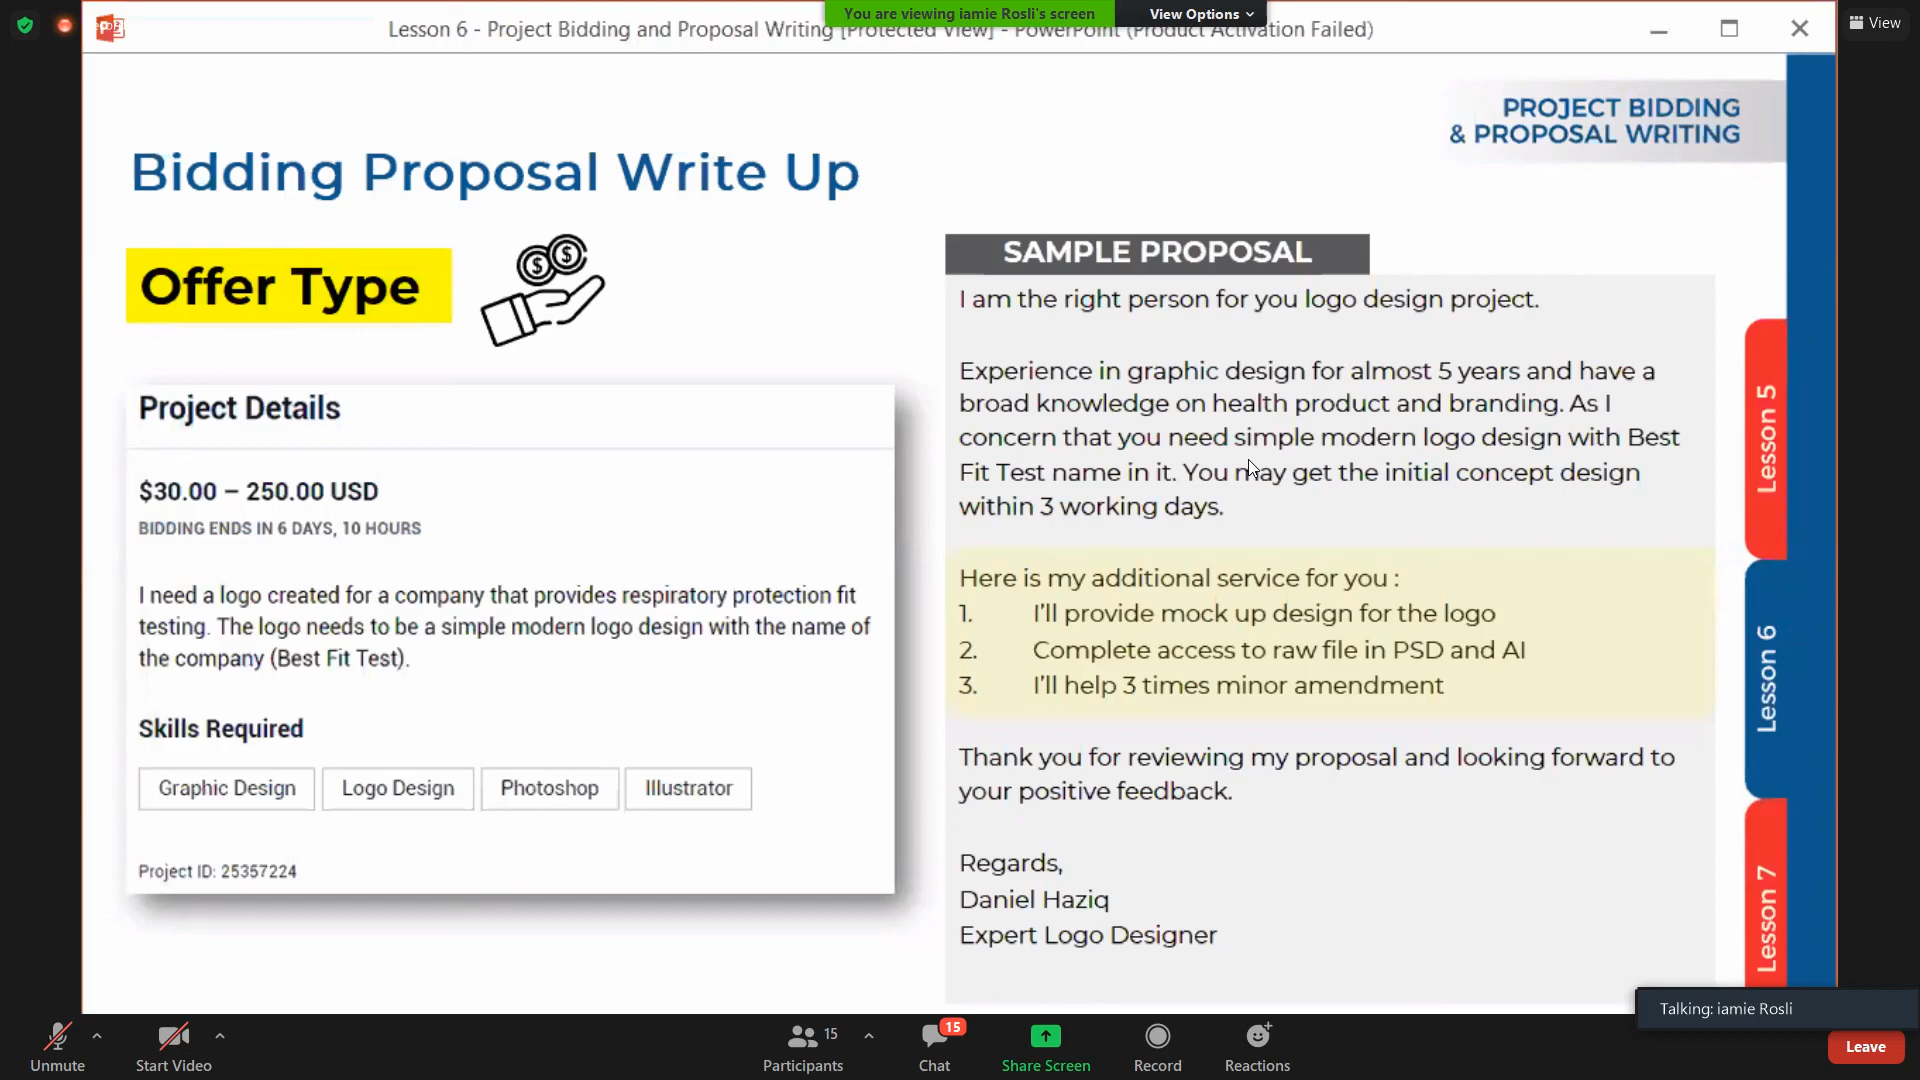 You are viewing iamie Rosli's screen
View Options
View
Lesson 6 - Project Bidding and Proposal Writing [Protected View] - PowerPoint (Product Activation Failed)
PROJECT BIDDING
& PROPOSAL WRITING
Bidding Proposal Write Up
Offer Type
Project Details
$30.00 – 250.00 USD
BIDDING ENDS IN 6 DAYS, 10 HOURS
I need a logo created for a company that provides respiratory protection fit
testing. The logo needs to be a simple modern logo design with the name of
the company (Best Fit Test).
Skills Required
Graphic Design
Logo Design
Photoshop
Illustrator
Project ID: 25357224
SAMPLE PROPOSAL
I am the right person for you logo design project.
Experience in graphic design for almost 5 years and have a
broad knowledge on health product and branding. As I
concern that you need simple modern logo design with Best
Fit Test name in it. You may get the initial concept design
within 3 working days.
Here is my additional service for you :
1. I'll provide mock up design for the logo
2. Complete access to raw file in PSD and AI
3. I'll help 3 times minor amendment
Thank you for reviewing my proposal and looking forward to
your positive feedback.
Regards,
Daniel Haziq
Expert Logo Designer
Lesson 5
Lesson 6
Lesson 7
Talking: iamie Rosli
Unmute
Start Video
15
Participants
15
Chat
Share Screen
Record
Reactions
Leave